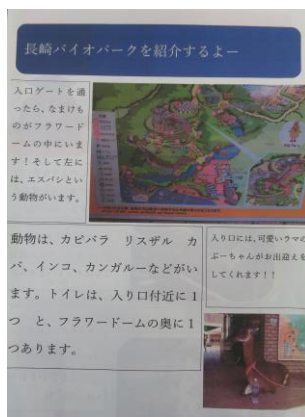 長崎バイオパークを紹介するよー
入口ゲートを通
ったら、なまけも
のがフラワード
ームの中にいま
す！そして左に
は、エスパンとい
う動物がいます。
動物は、カピバラ　リスザル　カ
バ、インコ、カンガルーなどがい
ます。トイレは、入り口付近に１
つ　と、フラワードームの奥に１
つあります。
入り口には、可愛いラマの
ぷーちゃんがお出迎えを
してくれます！！